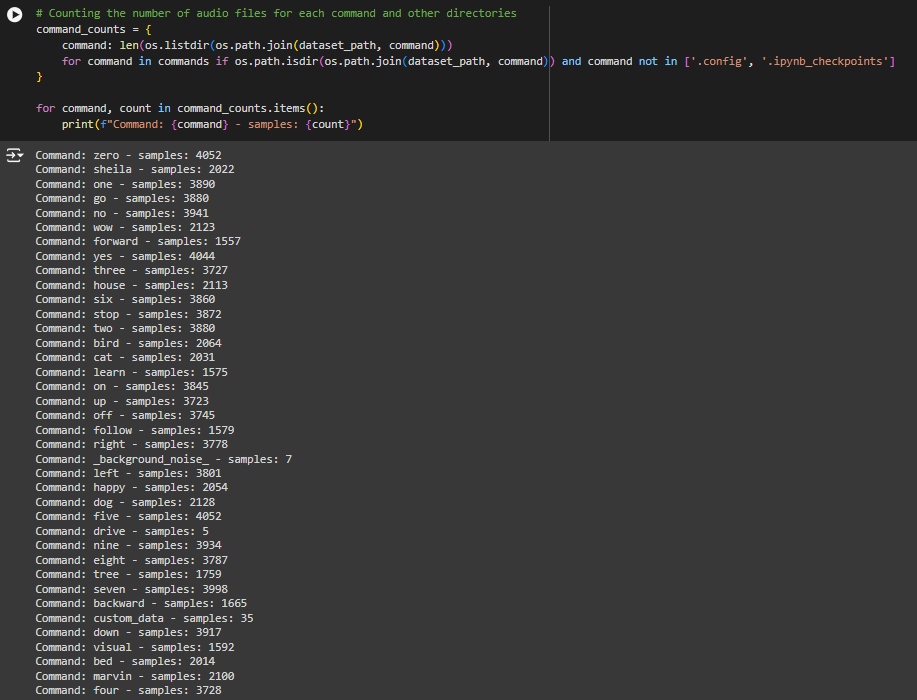 # Counting the number of audio files for each command and other directories
command_counts = {
    command: len(os.listdir(os.path.join(dataset_path, command)))
    for command in commands if os.path.isdir(os.path.join(dataset_path, command)) and command not in ['.config', '.ipynb_checkpoints']
}
for command, count in command_counts.items():
    print(f"Command: {command} - samples: {count}")
Command: zero - samples: 4052
Command: sheila - samples: 2022
Command: one - samples: 3890
Command: go - samples: 3880
Command: no - samples: 3941
Command: wow - samples: 2123
Command: forward - samples: 1557
Command: yes - samples: 4044
Command: three - samples: 3727
Command: house - samples: 2113
Command: six - samples: 3860
Command: stop - samples: 3872
Command: two - samples: 3880
Command: bird - samples: 2064
Command: cat - samples: 2031
Command: learn - samples: 1575
Command: on - samples: 3845
Command: up - samples: 3723
Command: off - samples: 3745
Command: follow - samples: 1579
Command: right - samples: 3778
Command: _background_noise_ - samples: 7
Command: left - samples: 3801
Command: happy - samples: 2054
Command: dog - samples: 2128
Command: five - samples: 4052
Command: drive - samples: 5
Command: nine - samples: 3934
Command: eight - samples: 3787
Command: tree - samples: 1759
Command: seven - samples: 3998
Command: backward - samples: 1665
Command: custom_data - samples: 35
Command: down - samples: 3917
Command: visual - samples: 1592
Command: bed - samples: 2014
Command: marvin - samples: 2100
Command: four - samples: 3728